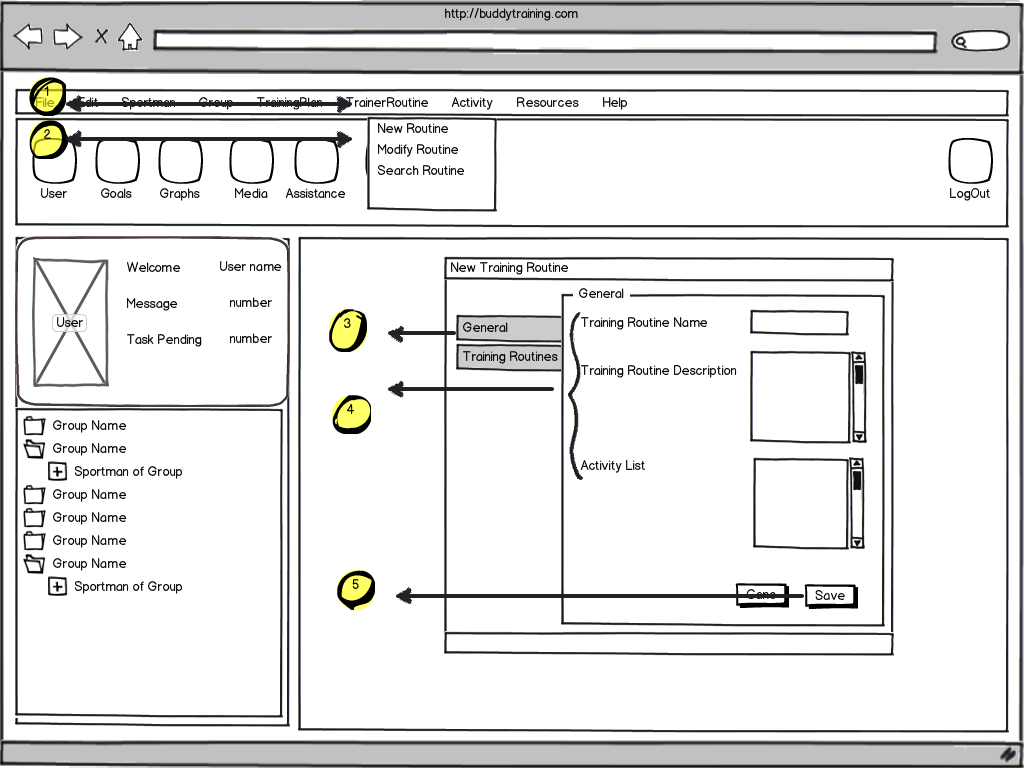 http://buddytraining.com
1
File Edit Sportman Group TrainingPlan TrainerRoutine Activity Resources Help
2
New Routine
Modify Routine
Search Routine
User Goals Graphs Media Assistance LogOut
Welcome User name
Message number
User
Task Pending number
New Training Routine
General
3
General
Training Routine Name
Training Routines
Training Routine Description
4
Activity List
Group Name
Group Name
Sportman of Group
Group Name
Group Name
Group Name
Group Name
Sportman of Group
5
Canc Save